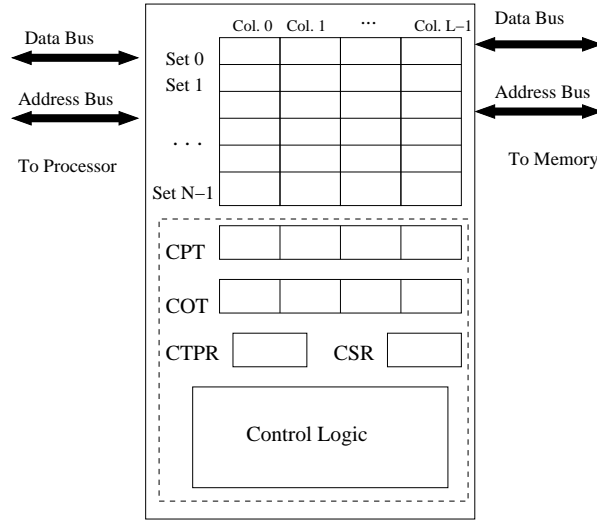 Col. 0 Col. 1 ... Col. L−1
Data Bus
Data Bus
Set 0
Set 1
Address Bus
Address Bus
. . .
To Processor
To Memory
Set N−1
CPT
COT
CTPR
CSR
Control Logic